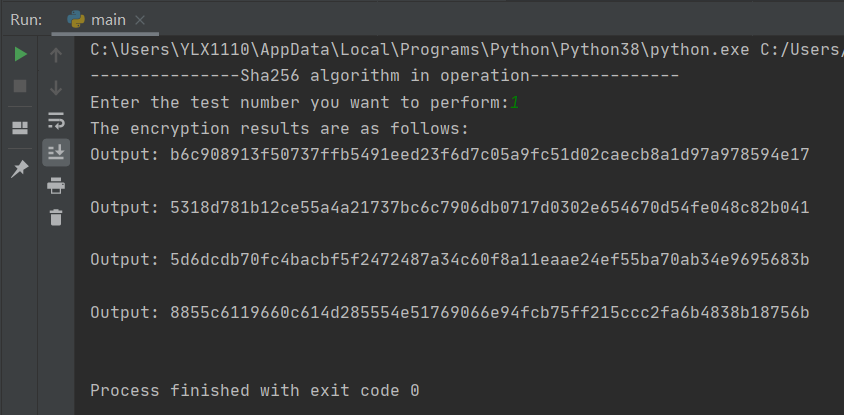 Run: main
C:\Users\YLX1110\AppData\Local\Programs\Python\Python38\python.exe C:/Users/
---------------Sha256 algorithm in operation---------------
Enter the test number you want to perform:1
The encryption results are as follows:
Output: b6c908913f50737ffb5491eed23f6d7c05a9fc51d02caecb8a1d97a978594e17
Output: 5318d781b12ce55a4a21737bc6c7906db0717d0302e654670d54fe048c82b041
Output: 5d6dcdb70fc4bacbf5f2472487a34c60f8a11eaae24ef55ba70ab34e9695683b
Output: 8855c6119660c614d285554e51769066e94fcb75ff215ccc2fa6b4838b18756b
Process finished with exit code 0